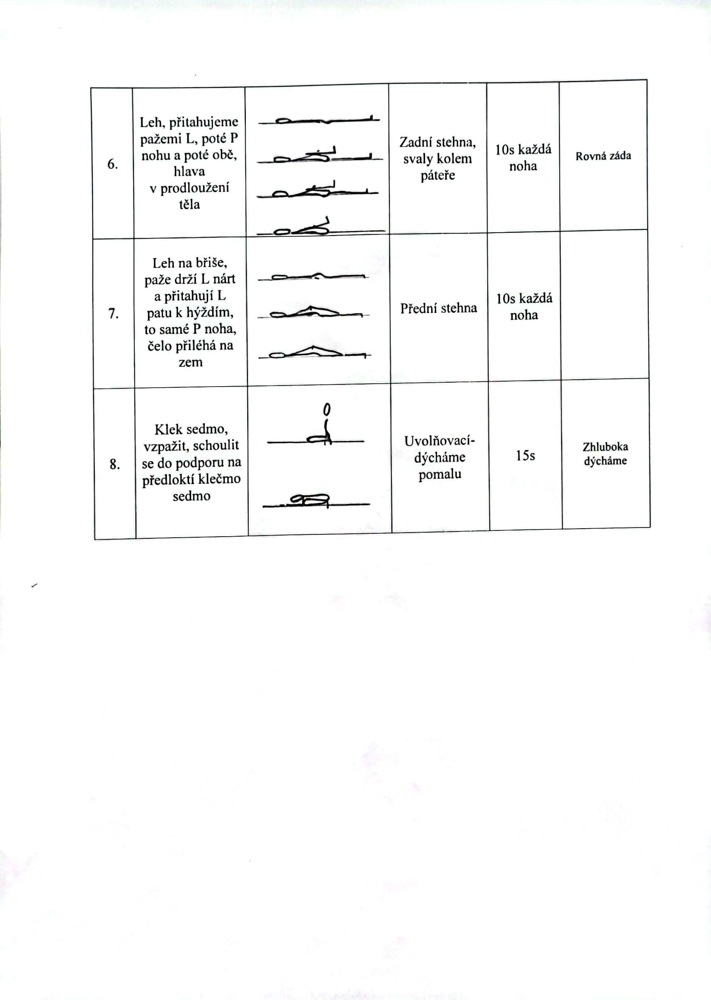 6.
Leh, přitahujeme
pažemi L, poté P
nohu a poté obě,
hlava
v prodloužení
těla
Zadní stehna,
svaly kolem
páteře
10s každá
noha
Rovná záda
7.
Leh na břiše,
paže drží L nárt
a přitahují L
patu k hýždím,
to samé P noha,
čelo přiléhá na
zem
Přední stehna
10s každá
noha
8.
Klek sedmo,
vzpažit, schoulit
se do podporu na
předloktí klečmo
sedmo
Uvolňovací-
dýcháme
pomalu
15s
Zhluboka
dýcháme